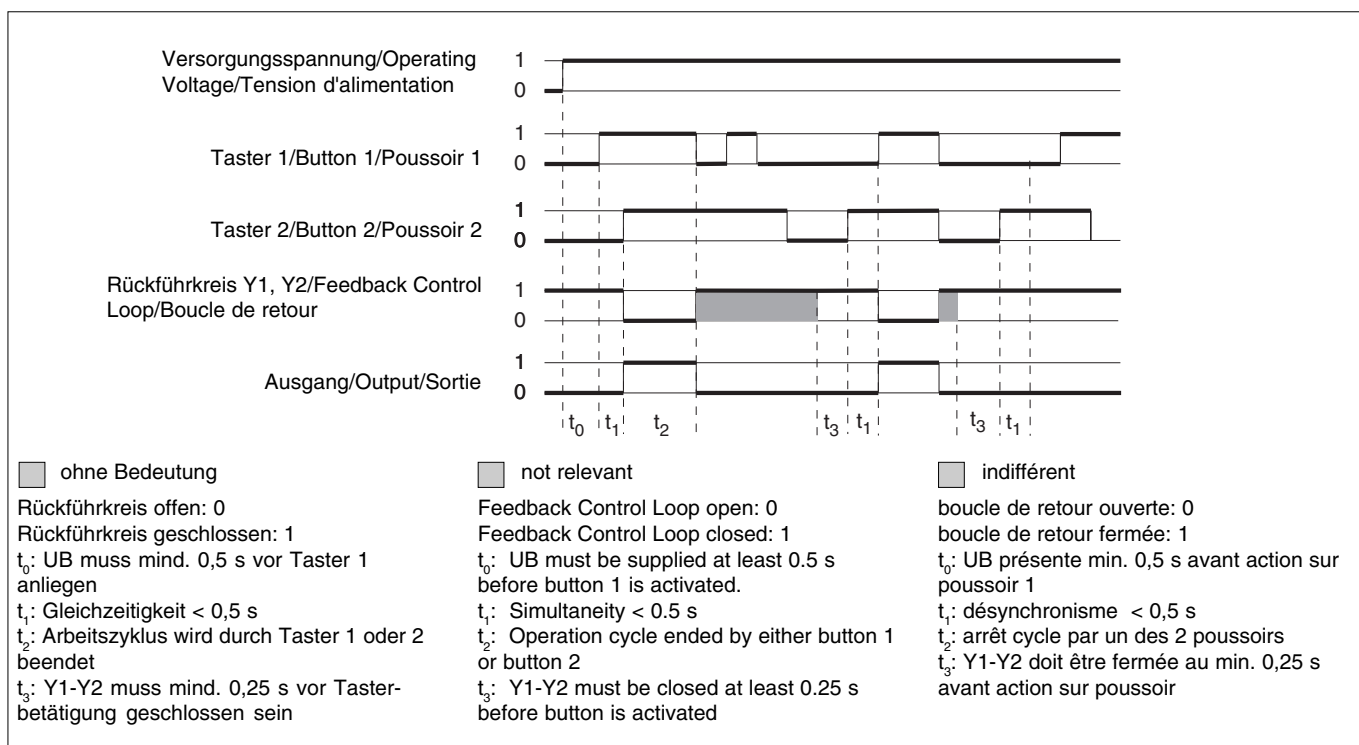 Versorgungsspannung/Operating
Voltage/Tension d'alimentation
1
0
Taster 1/Button 1/Poussoir 1
1
0
Taster 2/Button 2/Poussoir 2
1
0
Rückführkreis Y1, Y2/Feedback Control
Loop/Boucle de retour
1
0
Ausgang/Output/Sortie
1
0
t0 t1 t2 t3 t1 t3 t1
ohne Bedeutung
Rückführkreis offen: 0
Rückführkreis geschlossen: 1
t0: UB muss mind. 0,5 s vor Taster 1
anliegen
t1: Gleichzeitigkeit < 0,5 s
t2: Arbeitszyklus wird durch Taster 1 oder 2
beendet
t3: Y1-Y2 muss mind. 0,25 s vor Taster-
betätigung geschlossen sein
not relevant
Feedback Control Loop open: 0
Feedback Control Loop closed: 1
t0: UB must be supplied at least 0.5 s
before button 1 is activated.
t1: Simultaneity < 0.5 s
t2: Operation cycle ended by either button 1
or button 2
t3: Y1-Y2 must be closed at least 0.25 s
before button is activated
indifférent
boucle de retour ouverte: 0
boucle de retour fermée: 1
t0: UB présente min. 0,5 s avant action sur
poussoir 1
t1: désynchronisme < 0,5 s
t2: arrêt cycle par un des 2 poussoirs
t3: Y1-Y2 doit être fermée au min. 0,25 s
avant action sur poussoir